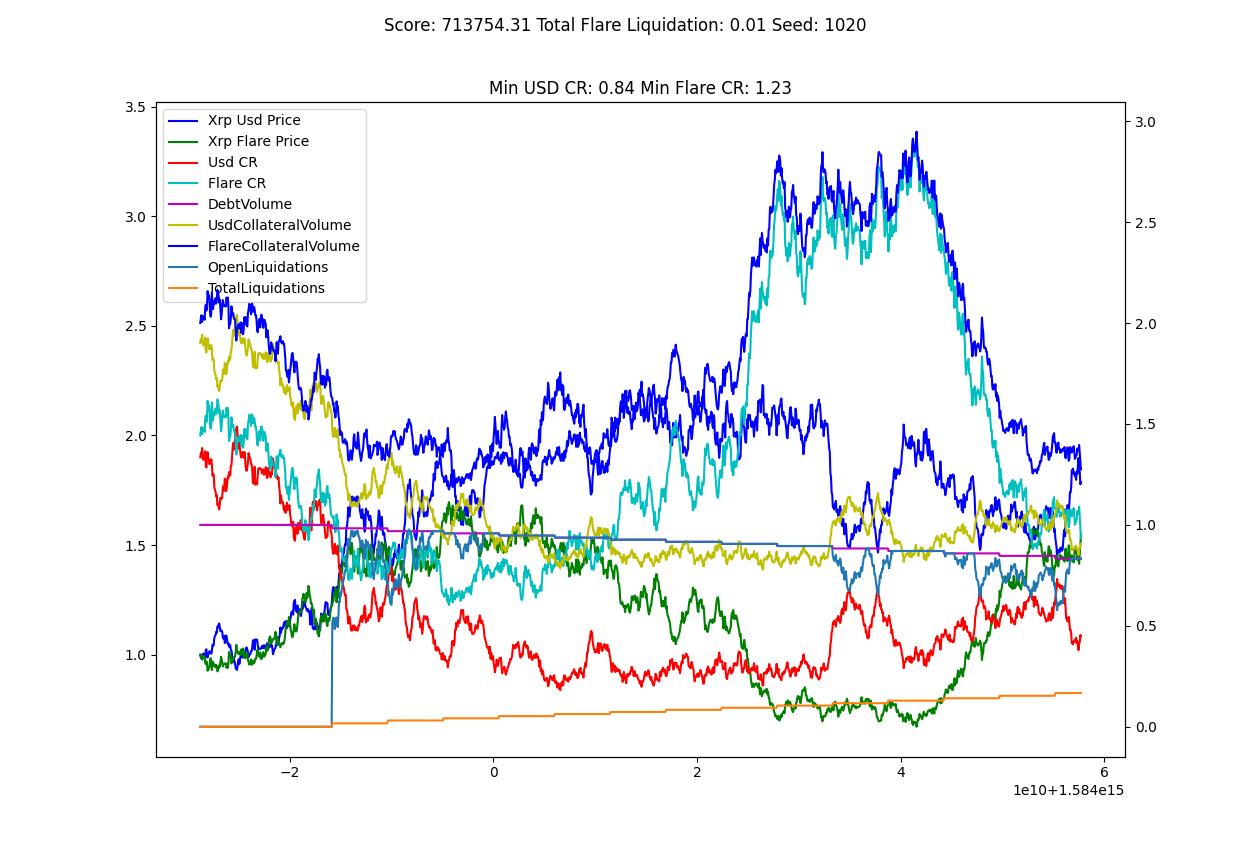 Score: 713754.31 Total Flare Liquidation: 0.01 Seed: 1020
Min USD CR: 0.84 Min Flare CR: 1.23
Xrp Usd Price
Xrp Flare Price
Usd CR
Flare CR
DebtVolume
UsdCollateralVolume
FlareCollateralVolume
OpenLiquidations
TotalLiquidations
3.5
3.0
2.5
2.0
1.5
1.0
3.0
2.5
2.0
1.5
1.0
0.5
0.0
−2
0
2
4
6
1e10+1.584e15